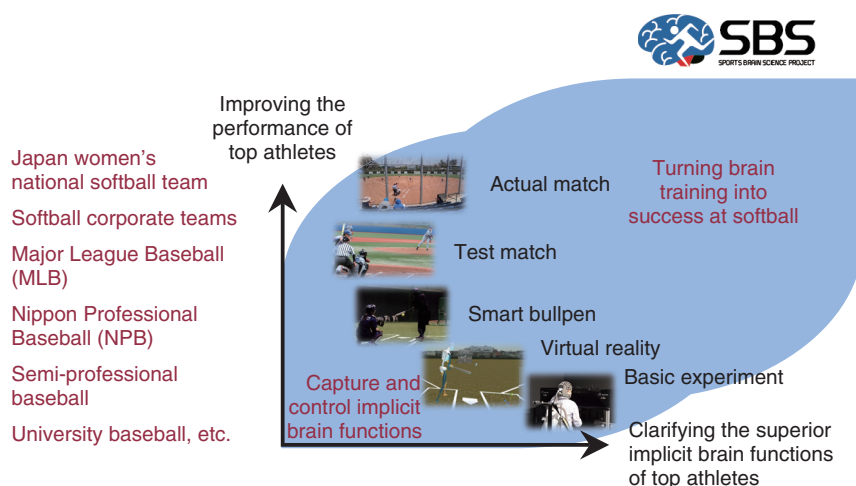 SBS
SPORTS BRAIN SCIENCE PROJECT
Improving the
performance of
top athletes
Japan women's
national softball team
Softball corporate teams
Major League Baseball
(MLB)
Nippon Professional
Baseball (NPB)
Semi-professional
baseball
University baseball, etc.
Actual match
Turning brain
training into
success at softball
Test match
Smart bullpen
Virtual reality
Basic experiment
Capture and
control implicit
brain functions
Clarifying the superior
implicit brain functions
of top athletes